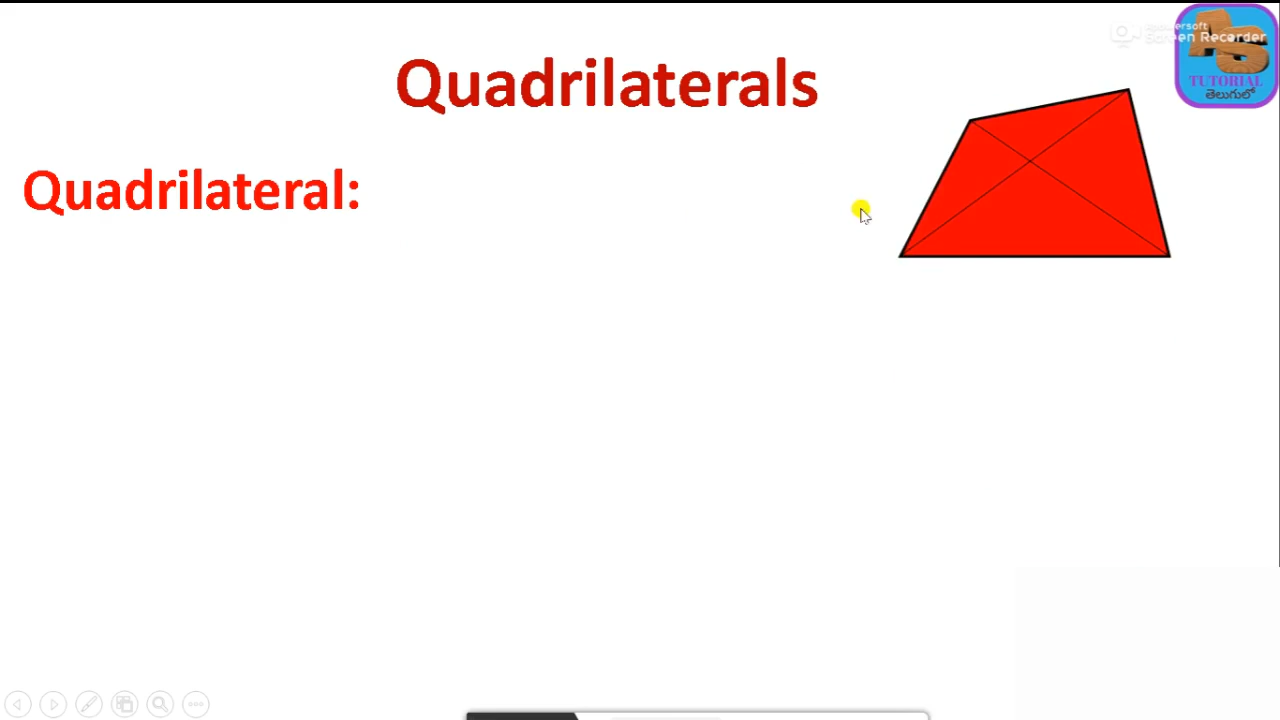 Quadrilaterals
Quadrilateral:
Screen Recorder
TUTORIAL
తెలుగులో